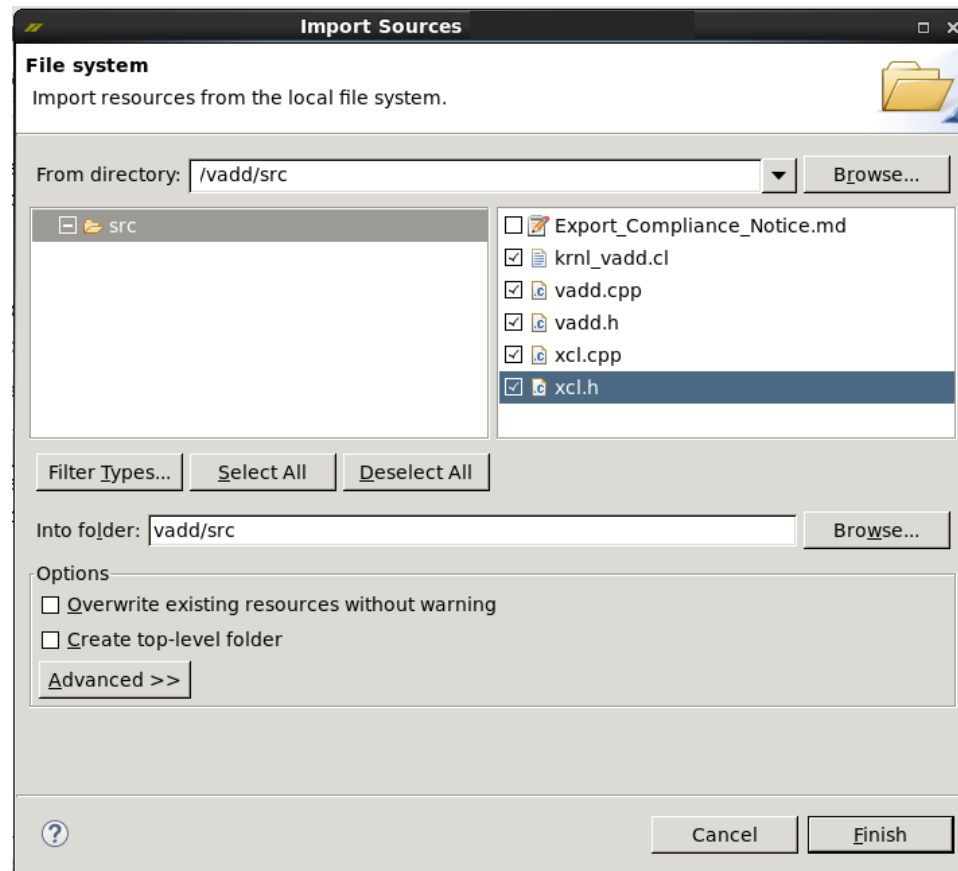 Import Sources
File system
Import resources from the local file system.
From directory: /vadd/src Browse...
src
Export_Compliance_Notice.md
krnl_vadd.cl
vadd.cpp
vadd.h
xcl.cpp
xcl.h
Filter Types... Select All Deselect All
Into folder: vadd/src Browse...
Options
Overwrite existing resources without warning
Create top-level folder
Advanced >>
? Cancel Finish